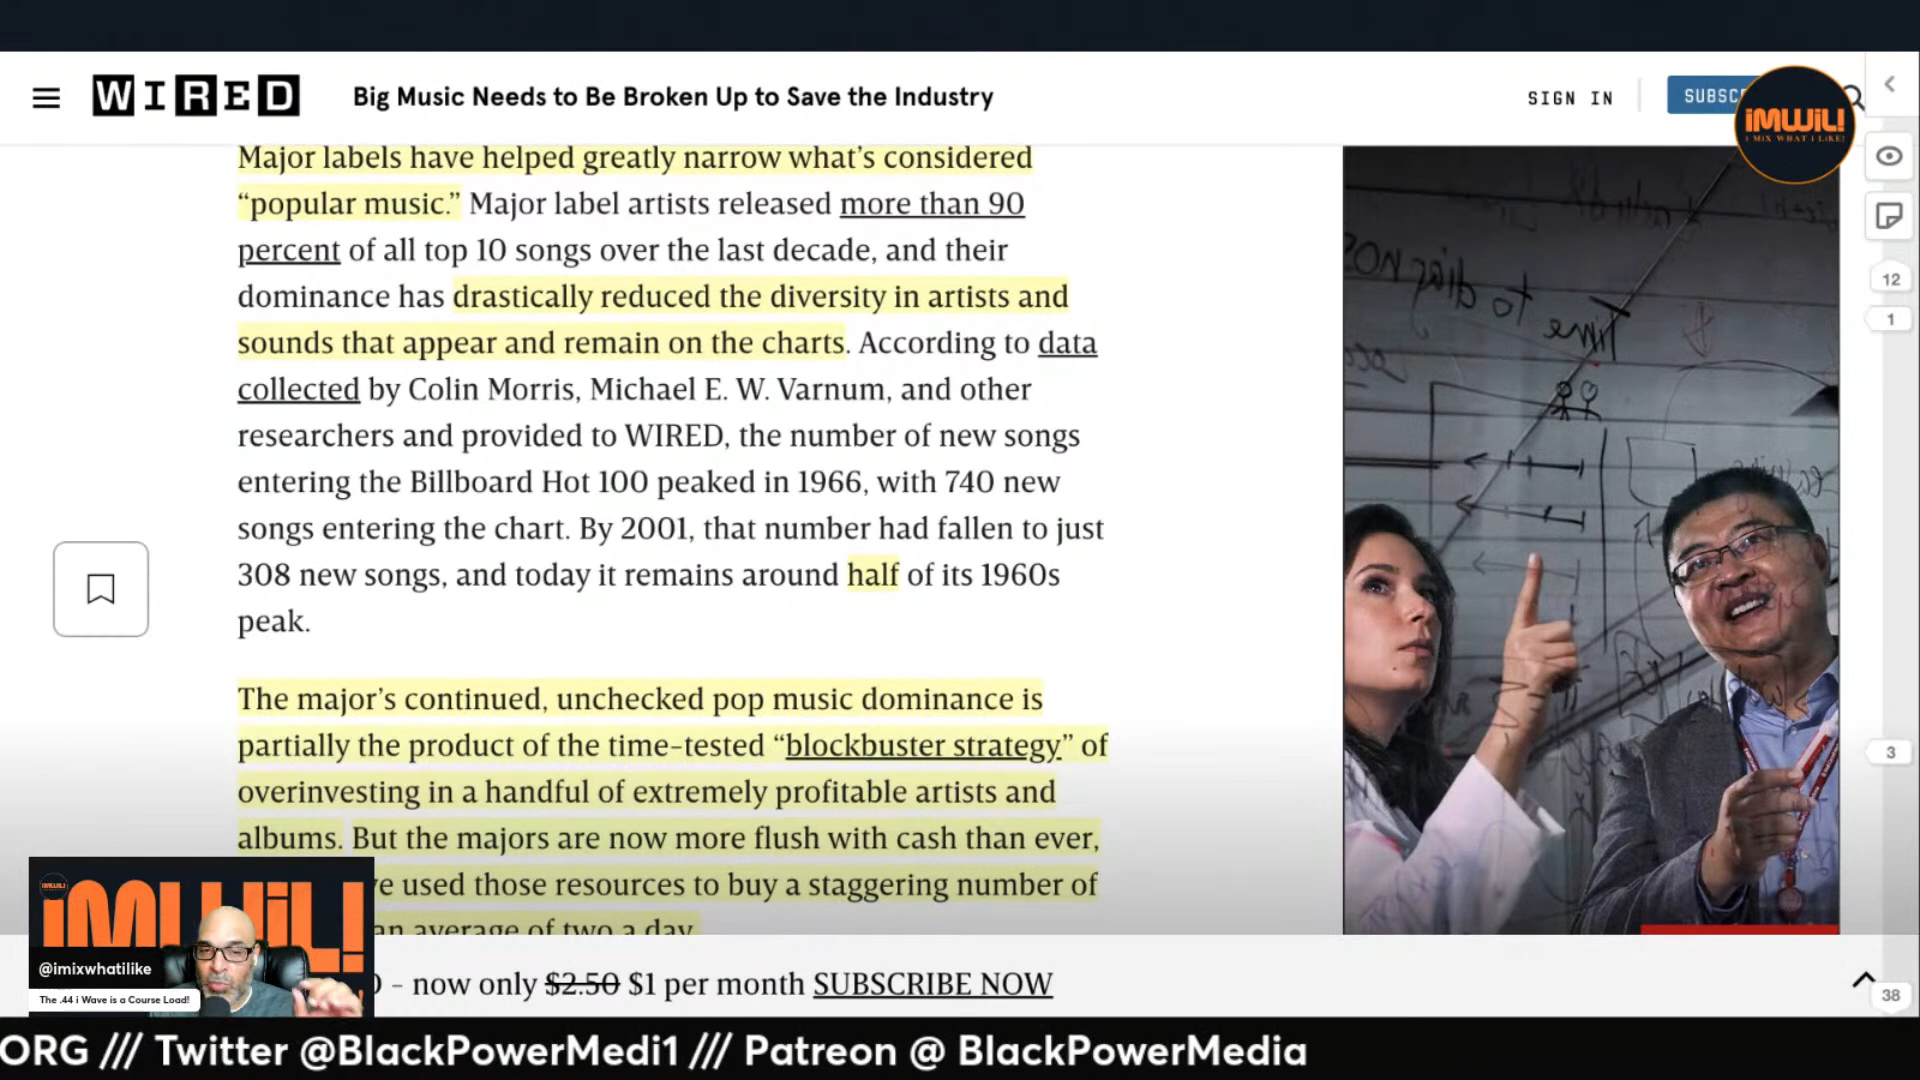 WIRED
Big Music Needs to Be Broken Up to Save the Industry
SIGN IN
iMWiL!
I MIX WHAT I LIKE!
Major labels have helped greatly narrow what’s considered
“popular music.” Major label artists released more than 90
percent of all top 10 songs over the last decade, and their
dominance has drastically reduced the diversity in artists and
sounds that appear and remain on the charts. According to data
collected by Colin Morris, Michael E. W. Varnum, and other
researchers and provided to WIRED, the number of new songs
entering the Billboard Hot 100 peaked in 1966, with 740 new
songs entering the chart. By 2001, that number had fallen to just
308 new songs, and today it remains around half of its 1960s
peak.
The major’s continued, unchecked pop music dominance is
partially the product of the time-tested “blockbuster strategy” of
overinvesting in a handful of extremely profitable artists and
albums. But the majors are now more flush with cash than ever,
used those resources to buy a staggering number of
an average of two a day.
time to diagnos
12
1
3
38
iMWiL!
@imixwhatilike
The .44 i Wave is a Course Load!
– now only $2.50 $1 per month SUBSCRIBE NOW
ORG /// Twitter @BlackPowerMedi1 /// Patreon @ BlackPowerMedia